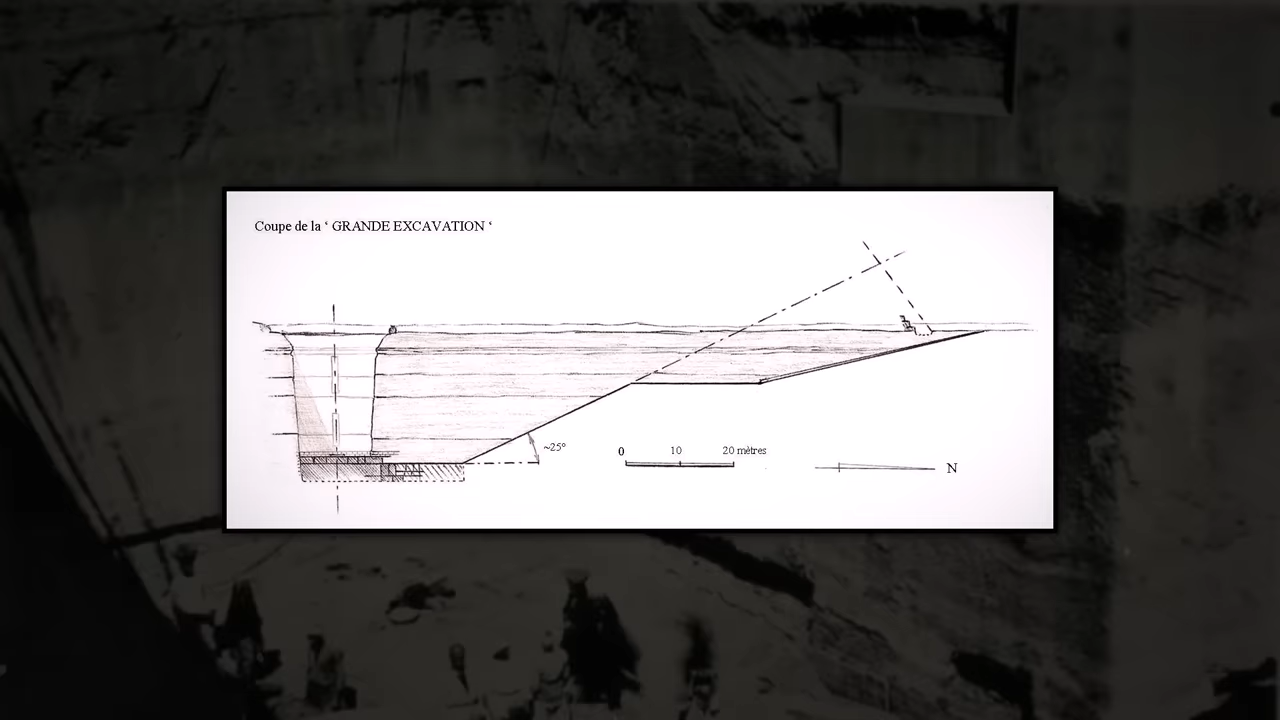 Coupe de la ‘ GRANDE EXCAVATION ‘
~25°
0 10 20 mètres
N